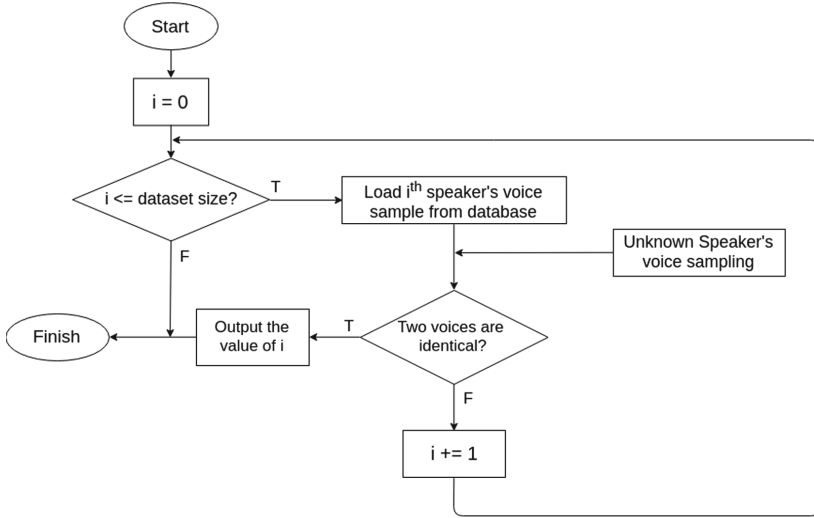 Start
i = 0
i <= dataset size?
T
Load ith speaker's voice
sample from database
Unknown Speaker's
voice sampling
F
Finish
Output the
value of i
T
Two voices are
identical?
F
i += 1